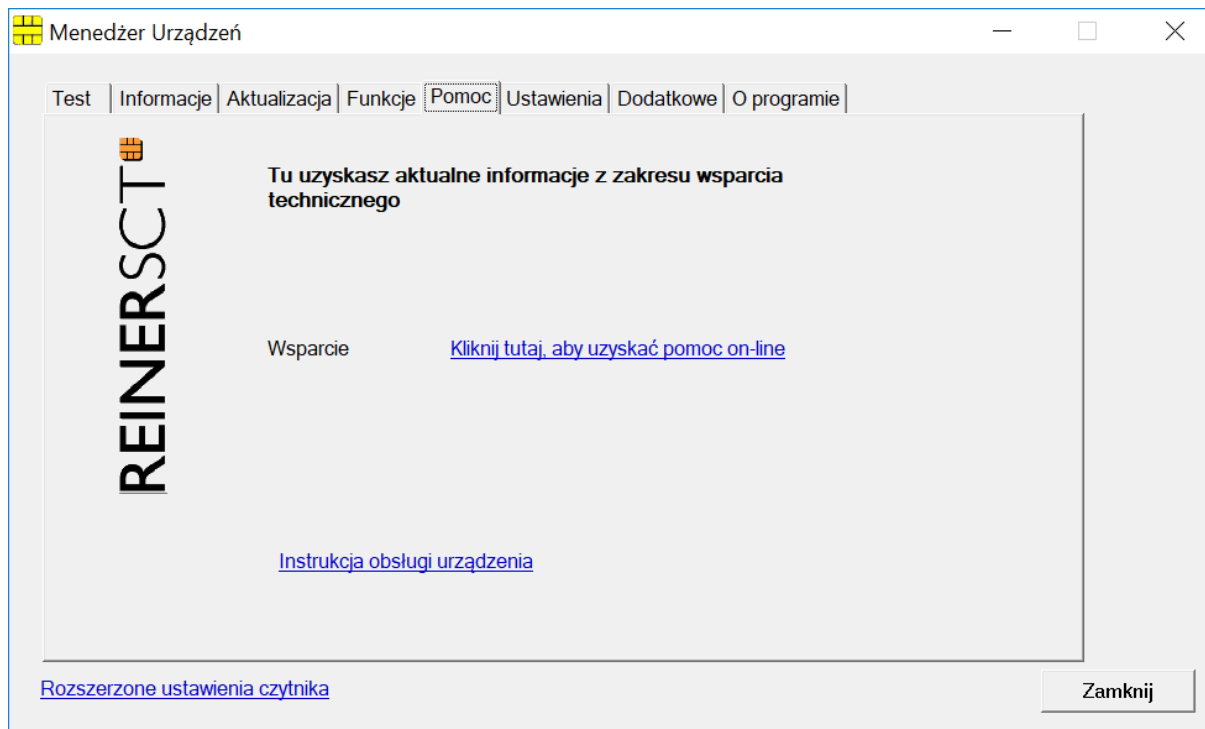 Menedżer Urządzeń
Test Informacje Aktualizacja Funkcje Pomoc Ustawienia Dodatkowe O programie
REINERSCT
Tu uzyskasz aktualne informacje z zakresu wsparcia
technicznego
Wsparcie Kliknij tutaj, aby uzyskać pomoc on-line
Instrukcja obsługi urządzenia
Rozszerzone ustawienia czytnika
Zamknij